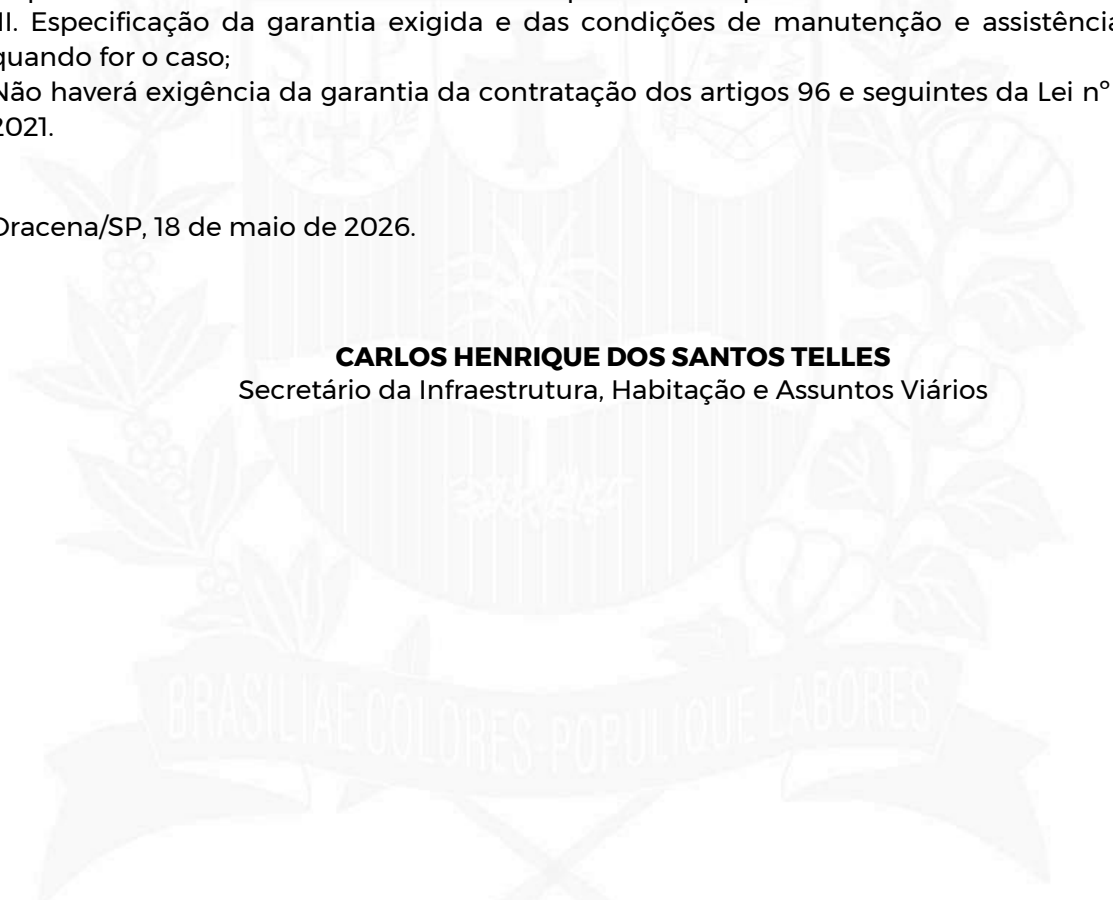 II. Especificação da garantia exigida e das condições de manutenção e assistência
quando for o caso;
Não haverá exigência da garantia da contratação dos artigos 96 e seguintes da Lei nº
2021.
Dracena/SP, 18 de maio de 2026.
CARLOS HENRIQUE DOS SANTOS TELLES
Secretário da Infraestrutura, Habitação e Assuntos Viários
BRASILIAE COLORES-POPULIQUE LABORES